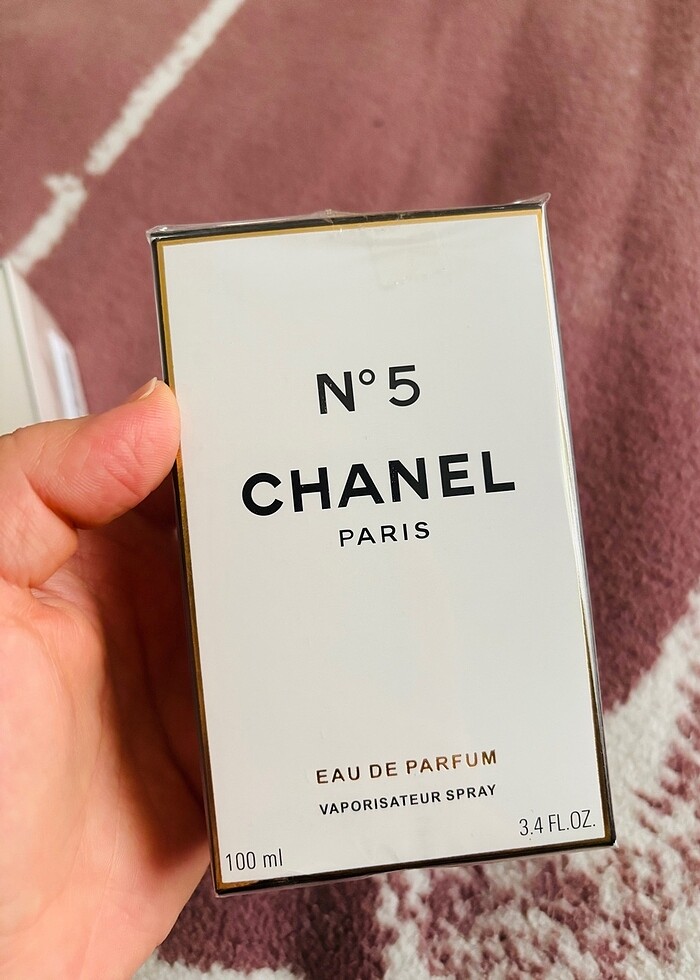 N°5
CHANEL
PARIS
EAU DE PARFUM
VAPORISATEUR SPRAY
100 ml
3.4 FL.OZ.